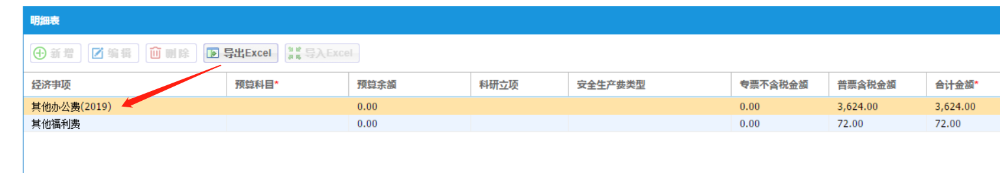 明细表
新增 编辑 删除 导出Excel 导入Excel
经济事项 预算科目* 预算余额 科研立项 安全生产费类型 专票不含税金额 普票含税金额 合计金额*
其他办公费(2019) 0.00 0.00 3,624.00 3,624.00
其他福利费 0.00 0.00 72.00 72.00